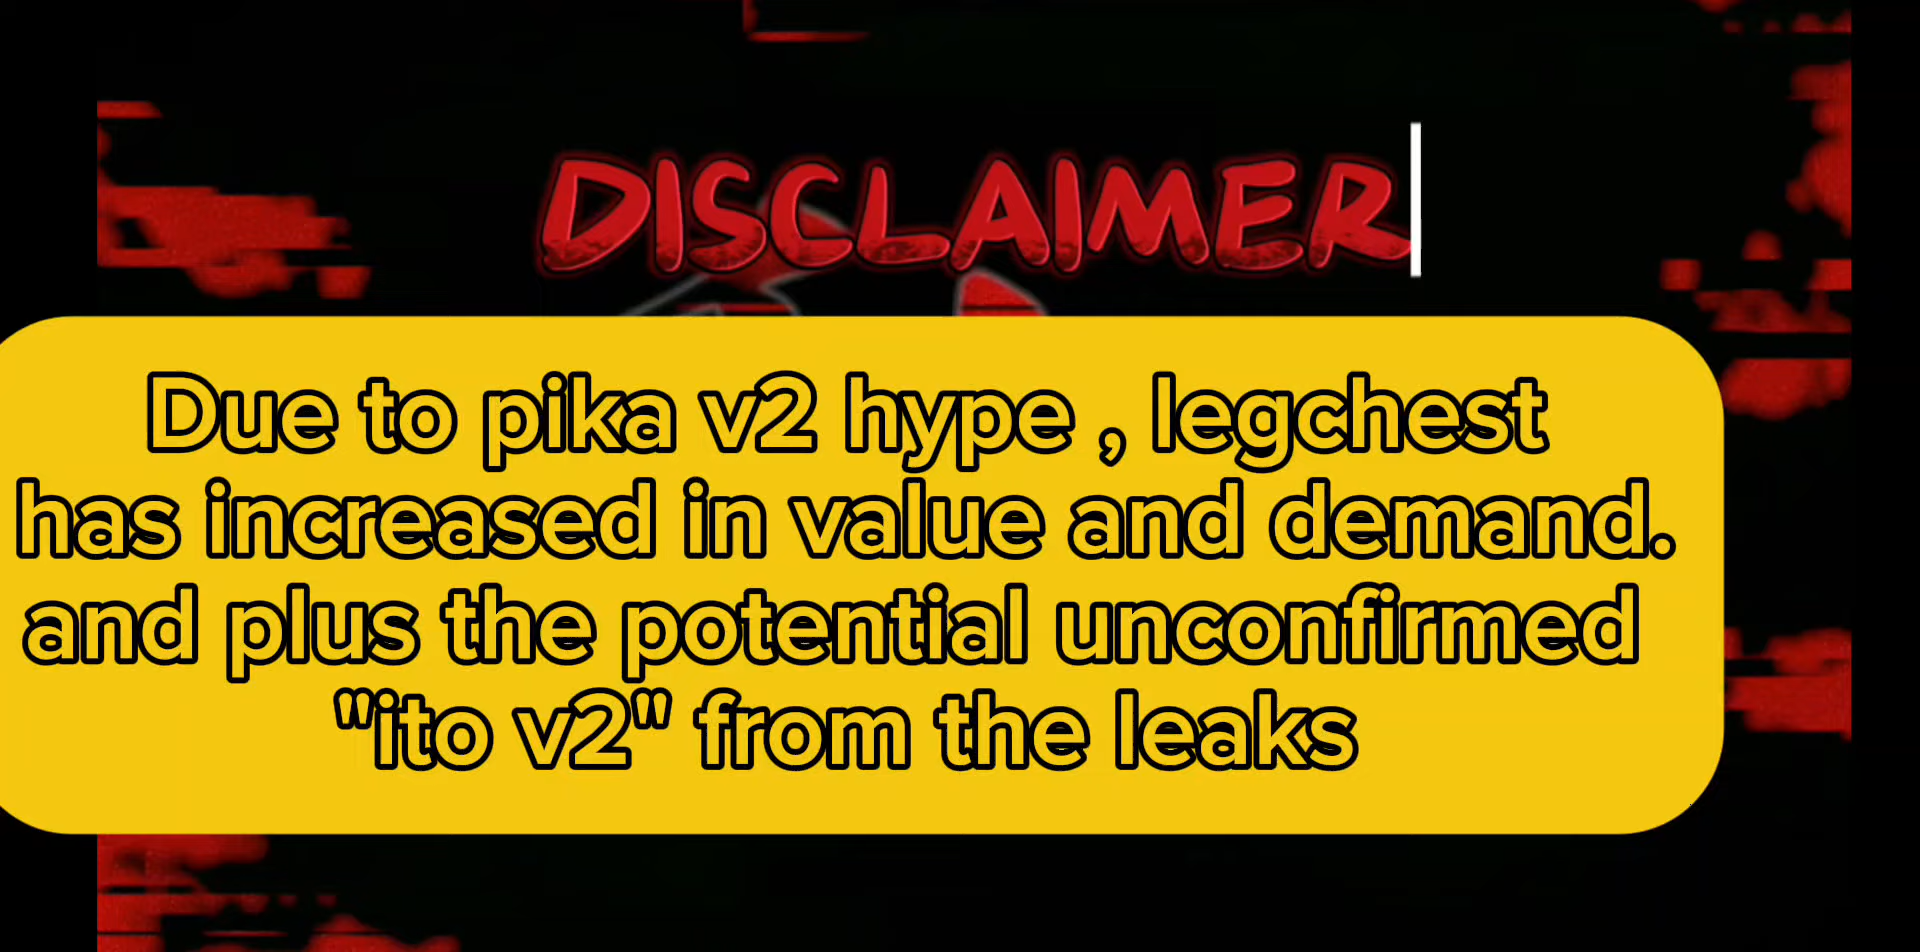 DISCLAIMER
Due to pika v2 hype , legchest
has increased in value and demand.
and plus the potential unconfirmed
"ito v2" from the leaks